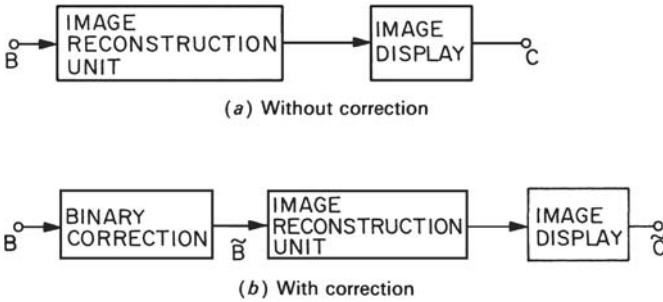 B
IMAGE
RECONSTRUCTION
UNIT
IMAGE
DISPLAY
C
(a) Without correction
B
BINARY
CORRECTION
B̃
IMAGE
RECONSTRUCTION
UNIT
IMAGE
DISPLAY
C̃
(b) With correction